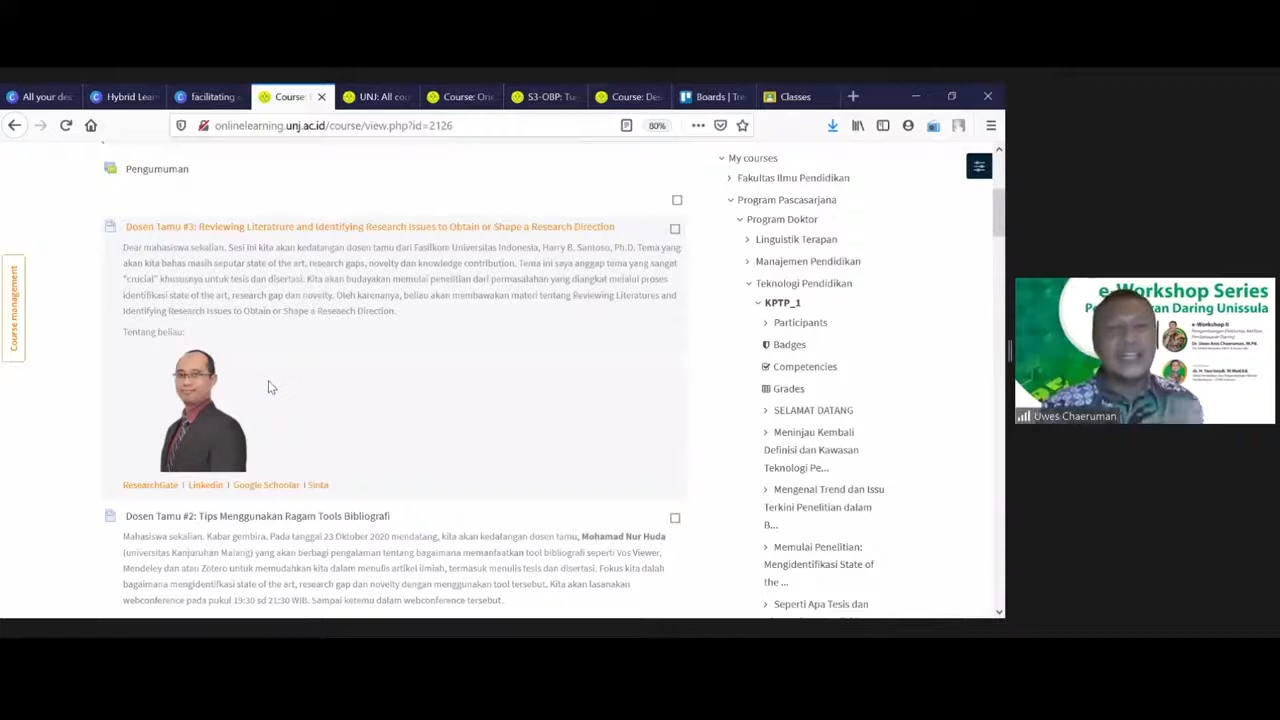 All your de
Hybrid Lear
facilitating
Course:
UNJ: All cou
Course: On
S3-OBP: Tu
Course: De
Boards | Tre
Classes
onlinelearning.unj.ac.id/course/view.php?id=2126
80%
Pengumuman
Dosen Tamu #3: Reviewing Literatrure and Identifying Research Issues to Obtain or Shape a Research Direction
Dear mahasiswa sekalian. Sesi ini kita akan kedatangan dosen tamu dari Fasilkore Universitas Indonesia, Harry B. Santoso, Ph.D. Tema yang
akan kita bahas masih seputar state of the art, research gaps, novelty dan knowledge contribution. Tema ini saya anggap tema yang sangat
"crucial" khususnya untuk tesis dan disertasi. Kita akan budayakan memulai penelitian dari permasalahan yang diangkat melalui proses
identifikasi state of the art, research gap dan novelty. Oleh karenanya, beliau akan membawakan materi tentang Reviewing Literatures and
Identifying Research Issues to Obtain or Shape a Reseaech Direction.
Tentang beliau:
ResearchGate | Linkedin | Google Schoolar | Sinta
Dosen Tamu #2: Tips Menggunakan Ragam Tools Bibliografi
Mahasiswa sekalian. Kabar gembira. Pada tanggal 23 Oktober 2020 mendatang, kita akan kedatangan dosen tamu, Mohamad Nur Huda
(universitas Kanjuruhan Malang) yang akan berbagi pengalaman tentang bagaimana memanfaatkan tool bibliografi seperti Vos Viewer,
Mendeley dan atau Zotero untuk memudahkan kita dalam menulis artikel ilmiah, termasuk menulis tesis dan disertasi. Fokus kita dalah
bagaimana mengidentifkasi state of the art, research gap dan novelty dengan menggunakan tool tersebut. Kita akan lasanakan
webconference pada pukul 19:30 sd 21:30 WIB. Sampai ketemu dalam webconference tersebut.
Course management
My courses
Fakultas Ilmu Pendidikan
Program Pascasarjana
Program Doktor
Linguistik Terapan
Manajemen Pendidikan
Teknologi Pendidikan
KPTP_1
Participants
Badges
Competencies
Grades
SELAMAT DATANG
Meninjau Kembali
Definisi dan Kawasan
Teknologi Pe...
Mengenal Trend dan Issu
Terkini Penelitian dalam
B...
Memulai Penelitian:
Mengidentifikasi State of
the ...
Seperti Apa Tesis dan
e-Workshop Series
ran Daring Unissula
e-Workshop II
Uwes Chaeruman